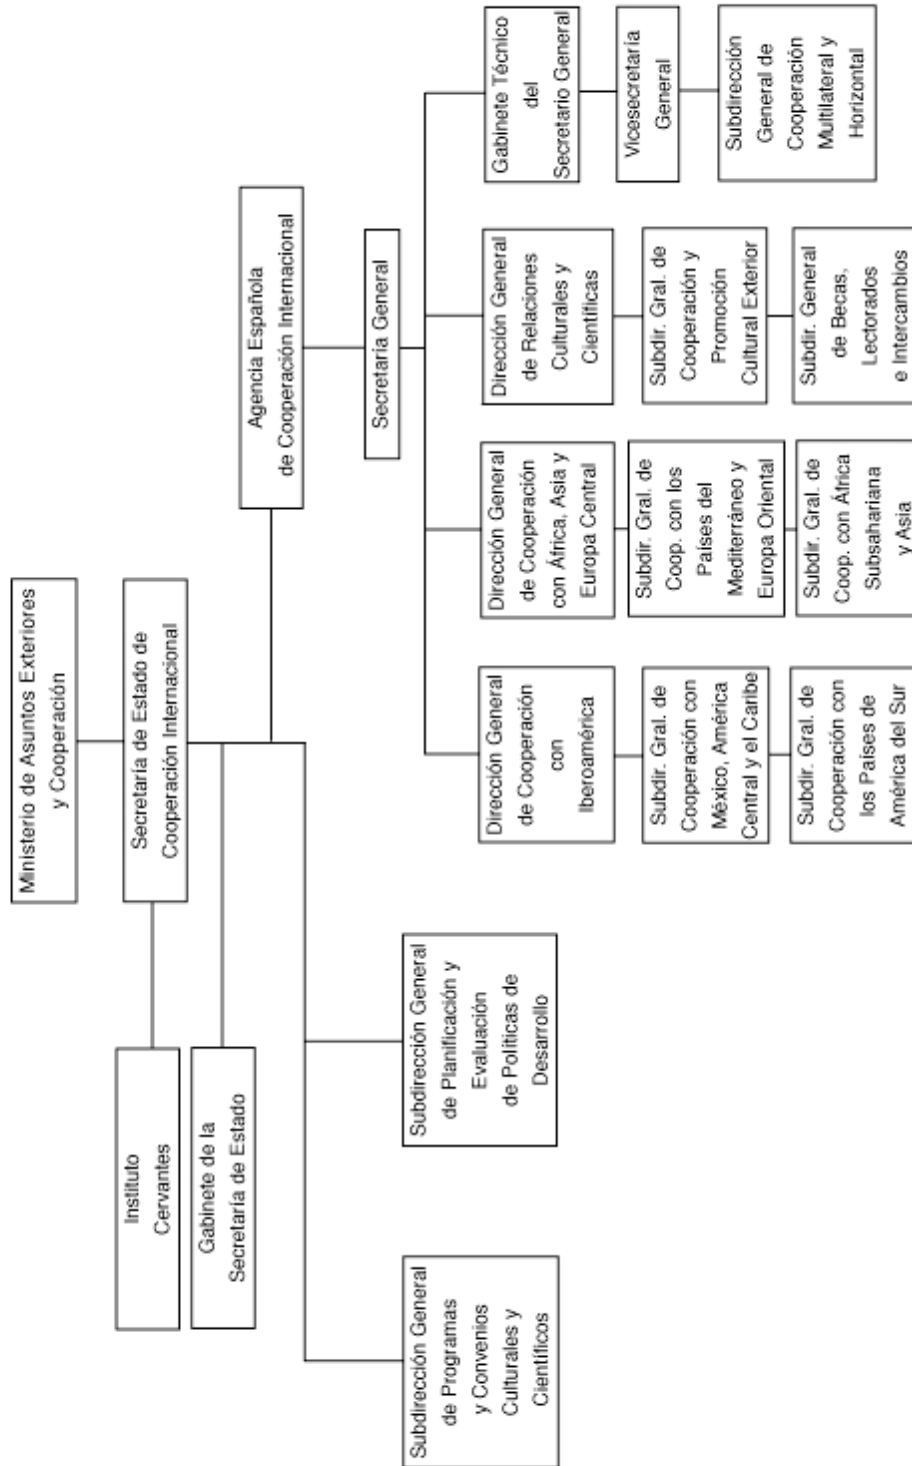 Ministerio de Asuntos Exteriores
y Cooperación
Secretaría de Estado de
Cooperación Internacional
Instituto
Cervantes
Gabinete de la
Secretaría de Estado
Agencia Española
de Cooperación Internacional
Subdirección General
de Programas
y Convenios
Culturales y
Científicos
Subdirección General
de Planificación y
Evaluación
de Políticas de
Desarrollo
Secretaría General
Dirección General
de Cooperación
con
Iberoamérica
Subdir. Gral. de
Cooperación con
México, América
Central y el Caribe
Subdir. Gral. de
Cooperación con
los Países de
América del Sur
Dirección General
de Cooperación
con África, Asia y
Europa Central
Subdir. Gral. de
Coop. con los
Países del
Mediterráneo y
Europa Oriental
Subdir. Gral. de
Coop. con África
Subsahariana
y Asia
Dirección General
de Relaciones
Culturales y
Científicas
Subdir. Gral. de
Cooperación y
Promoción
Cultural Exterior
Subdir. General
de Becas,
Lectorados
e Intercambios
Gabinete Técnico
del
Secretario General
Vicesecretaría
General
Subdirección
General de
Cooperación
Multilateral y
Horizontal